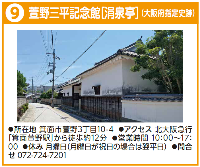 9 萱野三平記念館[涓泉亭](大阪府指定史跡)
●所在地 箕面市萱野3丁目10-4 ●アクセス 北大阪急行
「箕面萱野駅」から徒歩約12分 ●営業時間 10:00〜17:
00 ●休み 月曜日(月曜日が祝日の場合は翌平日) ●問合
せ 072-724-7201